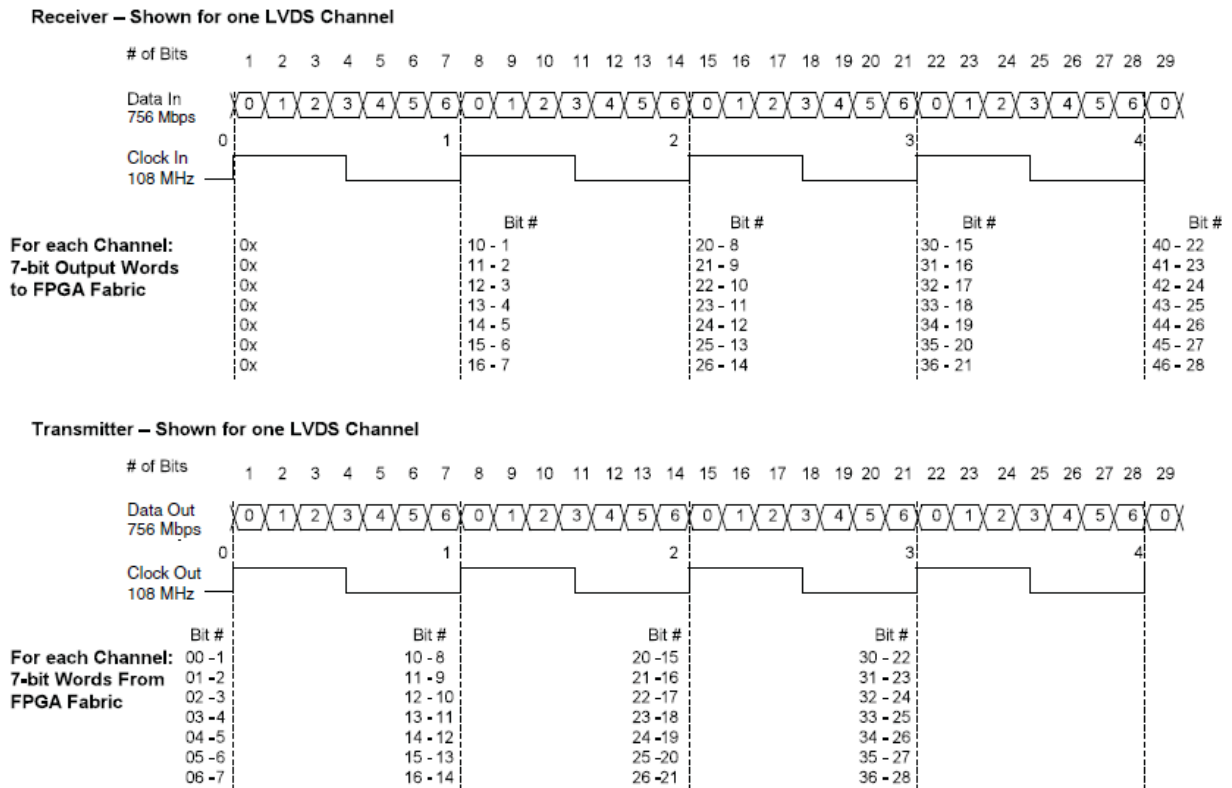 Receiver – Shown for one LVDS Channel
# of Bits 1 2 3 4 5 6 7 8 9 10 11 12 13 14 15 16 17 18 19 20 21 22 23 24 25 26 27 28 29
Data In 0 1 2 3 4 5 6 0 1 2 3 4 5 6 0 1 2 3 4 5 6 0 1 2 3 4 5 6 0
756 Mbps
0 1 2 3 4
Clock In
108 MHz
Bit # Bit # Bit # Bit #
For each Channel: 0x 10 - 1 20 - 8 30 - 15 40 - 22
7-bit Output Words 0x 11 - 2 21 - 9 31 - 16 41 - 23
to FPGA Fabric 0x 12 - 3 22 - 10 32 - 17 42 - 24
0x 13 - 4 23 - 11 33 - 18 43 - 25
0x 14 - 5 24 - 12 34 - 19 44 - 26
0x 15 - 6 25 - 13 35 - 20 45 - 27
0x 16 - 7 26 - 14 36 - 21 46 - 28
Transmitter – Shown for one LVDS Channel
# of Bits 1 2 3 4 5 6 7 8 9 10 11 12 13 14 15 16 17 18 19 20 21 22 23 24 25 26 27 28 29
Data Out 0 1 2 3 4 5 6 0 1 2 3 4 5 6 0 1 2 3 4 5 6 0 1 2 3 4 5 6 0
756 Mbps
0 1 2 3 4
Clock Out
108 MHz
Bit # Bit # Bit # Bit #
For each Channel: 00 -1 10 - 8 20 -15 30 - 22
7-bit Words From 01 -2 11 - 9 21 -16 31 - 23
FPGA Fabric 02 -3 12 - 10 22 -17 32 - 24
03 -4 13 - 11 23 -18 33 - 25
04 -5 14 - 12 24 -19 34 - 26
05 -6 15 - 13 25 -20 35 - 27
06 -7 16 - 14 26 -21 36 - 28